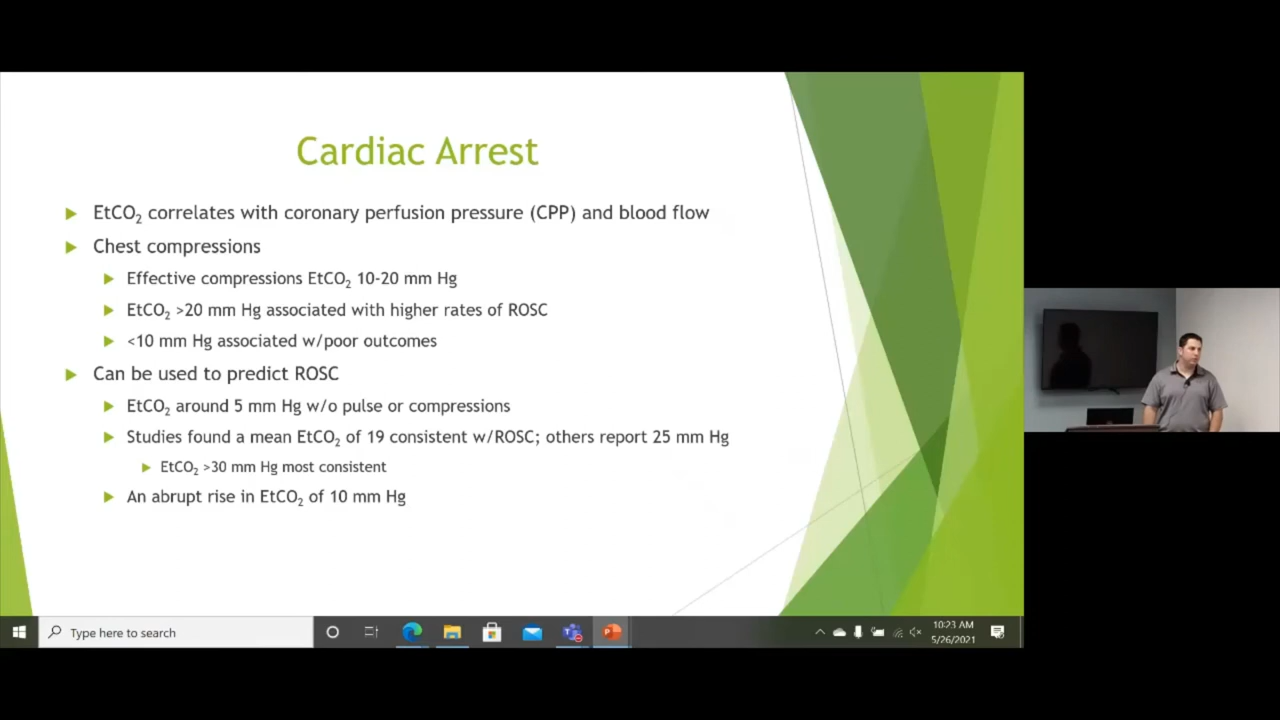 Cardiac Arrest
EtCO₂ correlates with coronary perfusion pressure (CPP) and blood flow
Chest compressions
Effective compressions EtCO₂ 10-20 mm Hg
EtCO₂ >20 mm Hg associated with higher rates of ROSC
<10 mm Hg associated w/poor outcomes
Can be used to predict ROSC
EtCO₂ around 5 mm Hg w/o pulse or compressions
Studies found a mean EtCO₂ of 19 consistent w/ROSC; others report 25 mm Hg
EtCO₂ >30 mm Hg most consistent
An abrupt rise in EtCO₂ of 10 mm Hg
Type here to search
10:23 AM
5/26/2021